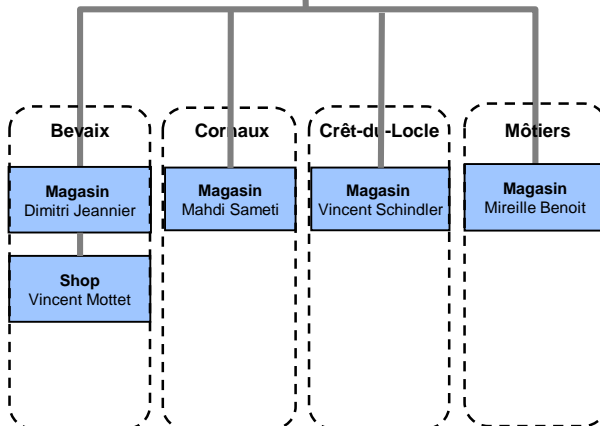 Bevaix
Cornaux
Crêt-du-Locle
Môtiers
Magasin
Dimitri Jeannier
Magasin
Mahdi Sameti
Magasin
Vincent Schindler
Magasin
Mireille Benoit
Shop
Vincent Mottet